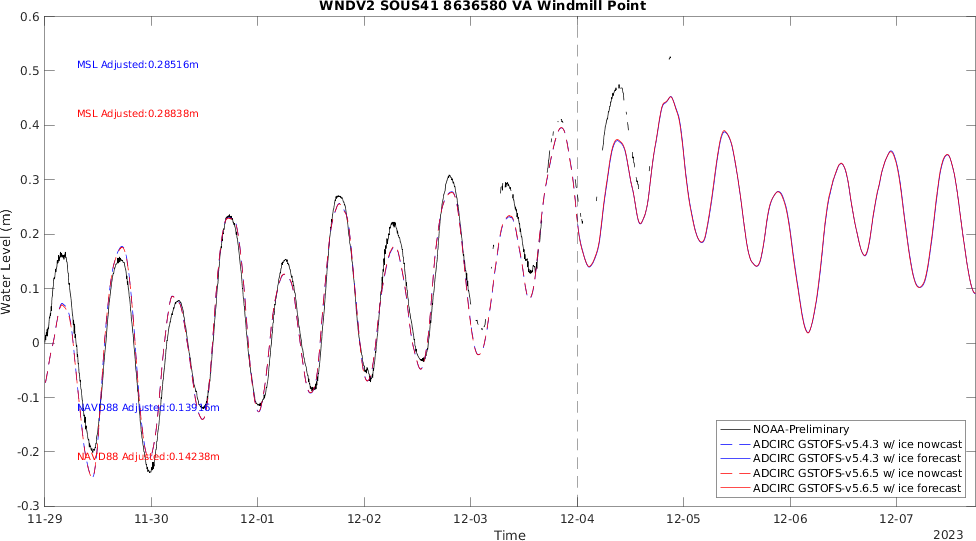 WNDV2 SOUS41 8636580 VA Windmill Point
0.6
0.5
0.4
0.3
0.2
0.1
0
-0.1
-0.2
-0.3
Water Level (m)
MSL Adjusted:0.28516m
MSL Adjusted:0.28838m
NAVD88 Adjusted:0.13916m
NAVD88 Adjusted:0.14238m
NOAA-Preliminary
ADCIRC GSTOFS-v5.4.3 w/ ice nowcast
ADCIRC GSTOFS-v5.4.3 w/ ice forecast
ADCIRC GSTOFS-v5.6.5 w/ ice nowcast
ADCIRC GSTOFS-v5.6.5 w/ ice forecast
11-29 11-30 12-01 12-02 12-03 12-04 12-05 12-06 12-07
Time
2023